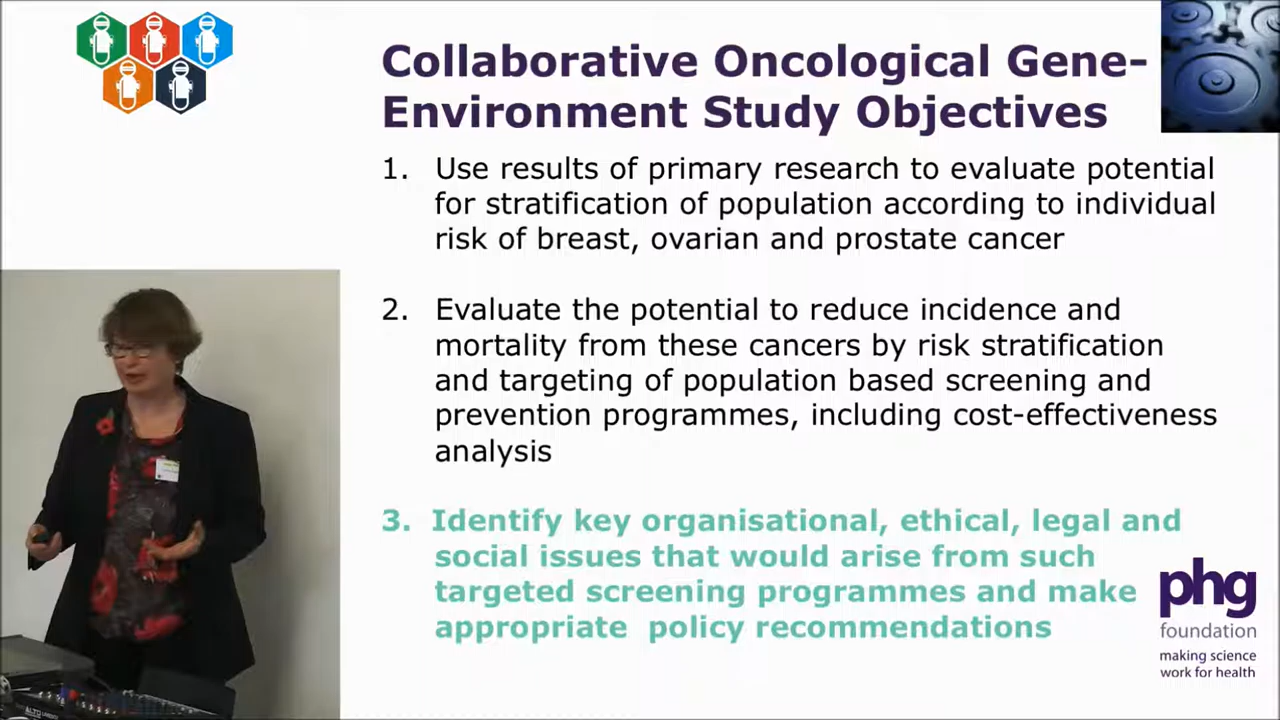 Collaborative Oncological Gene-
Environment Study Objectives
1. Use results of primary research to evaluate potential
for stratification of population according to individual
risk of breast, ovarian and prostate cancer
2. Evaluate the potential to reduce incidence and
mortality from these cancers by risk stratification
and targeting of population based screening and
prevention programmes, including cost-effectiveness
analysis
3. Identify key organisational, ethical, legal and
social issues that would arise from such
targeted screening programmes and make
appropriate policy recommendations
phg
foundation
making science
work for health
ALTO